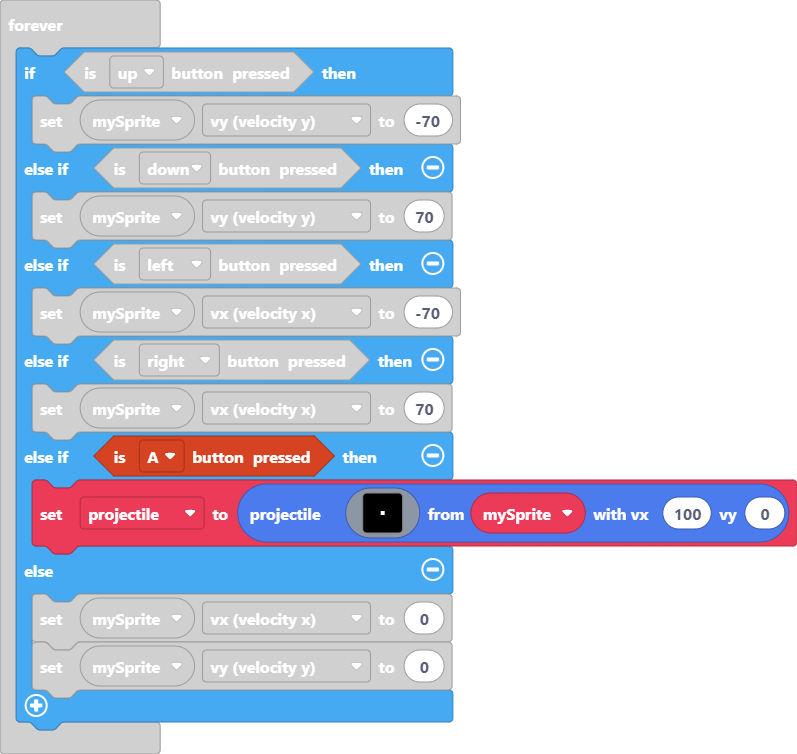 forever
if is up button pressed then
set mySprite vy (velocity y) to -70
else if is down button pressed then
set mySprite vy (velocity y) to 70
else if is left button pressed then
set mySprite vx (velocity x) to -70
else if is right button pressed then
set mySprite vx (velocity x) to 70
else if is A button pressed then
set projectile to projectile from mySprite with vx 100 vy 0
else
set mySprite vx (velocity x) to 0
set mySprite vy (velocity y) to 0